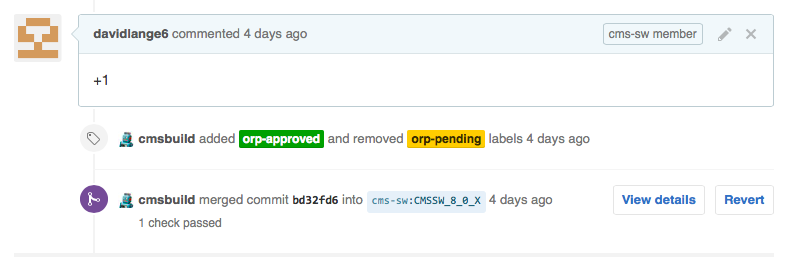 davidlange6 commented 4 days ago cms-sw member
+1
cmsbuild added orp-approved and removed orp-pending labels 4 days ago
cmsbuild merged commit bd32fd6 into cms-sw:CMSSW_8_0_X 4 days ago View details Revert
1 check passed